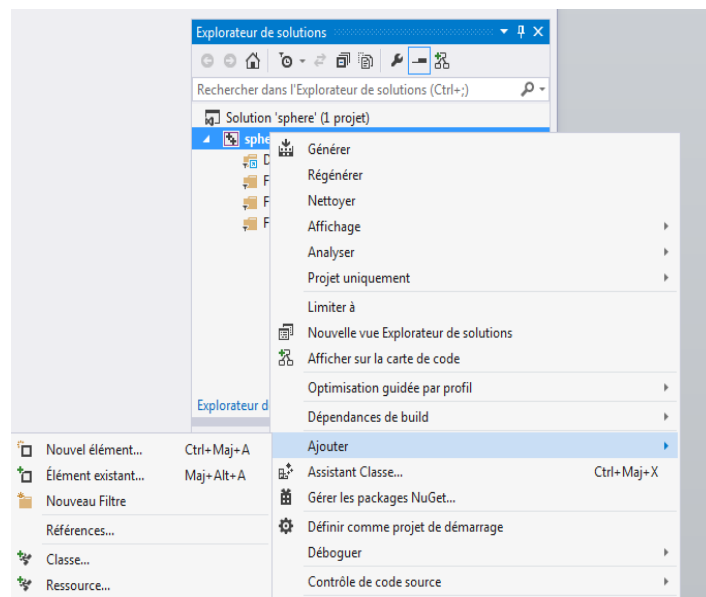 Explorateur de solutions
Rechercher dans l'Explorateur de solutions (Ctrl+;)
Solution 'sphere' (1 projet)
Générer
Régénérer
Nettoyer
Affichage
Analyser
Projet uniquement
Limiter à
Nouvelle vue Explorateur de solutions
Afficher sur la carte de code
Optimisation guidée par profil
Explorateur d
Dépendances de build
Ajouter
Nouvel élément... Ctrl+Maj+A
Élément existant... Maj+Alt+A
Nouveau Filtre
Références...
Classe...
Ressource...
Assistant Classe... Ctrl+Maj+X
Gérer les packages NuGet...
Définir comme projet de démarrage
Déboguer
Contrôle de code source